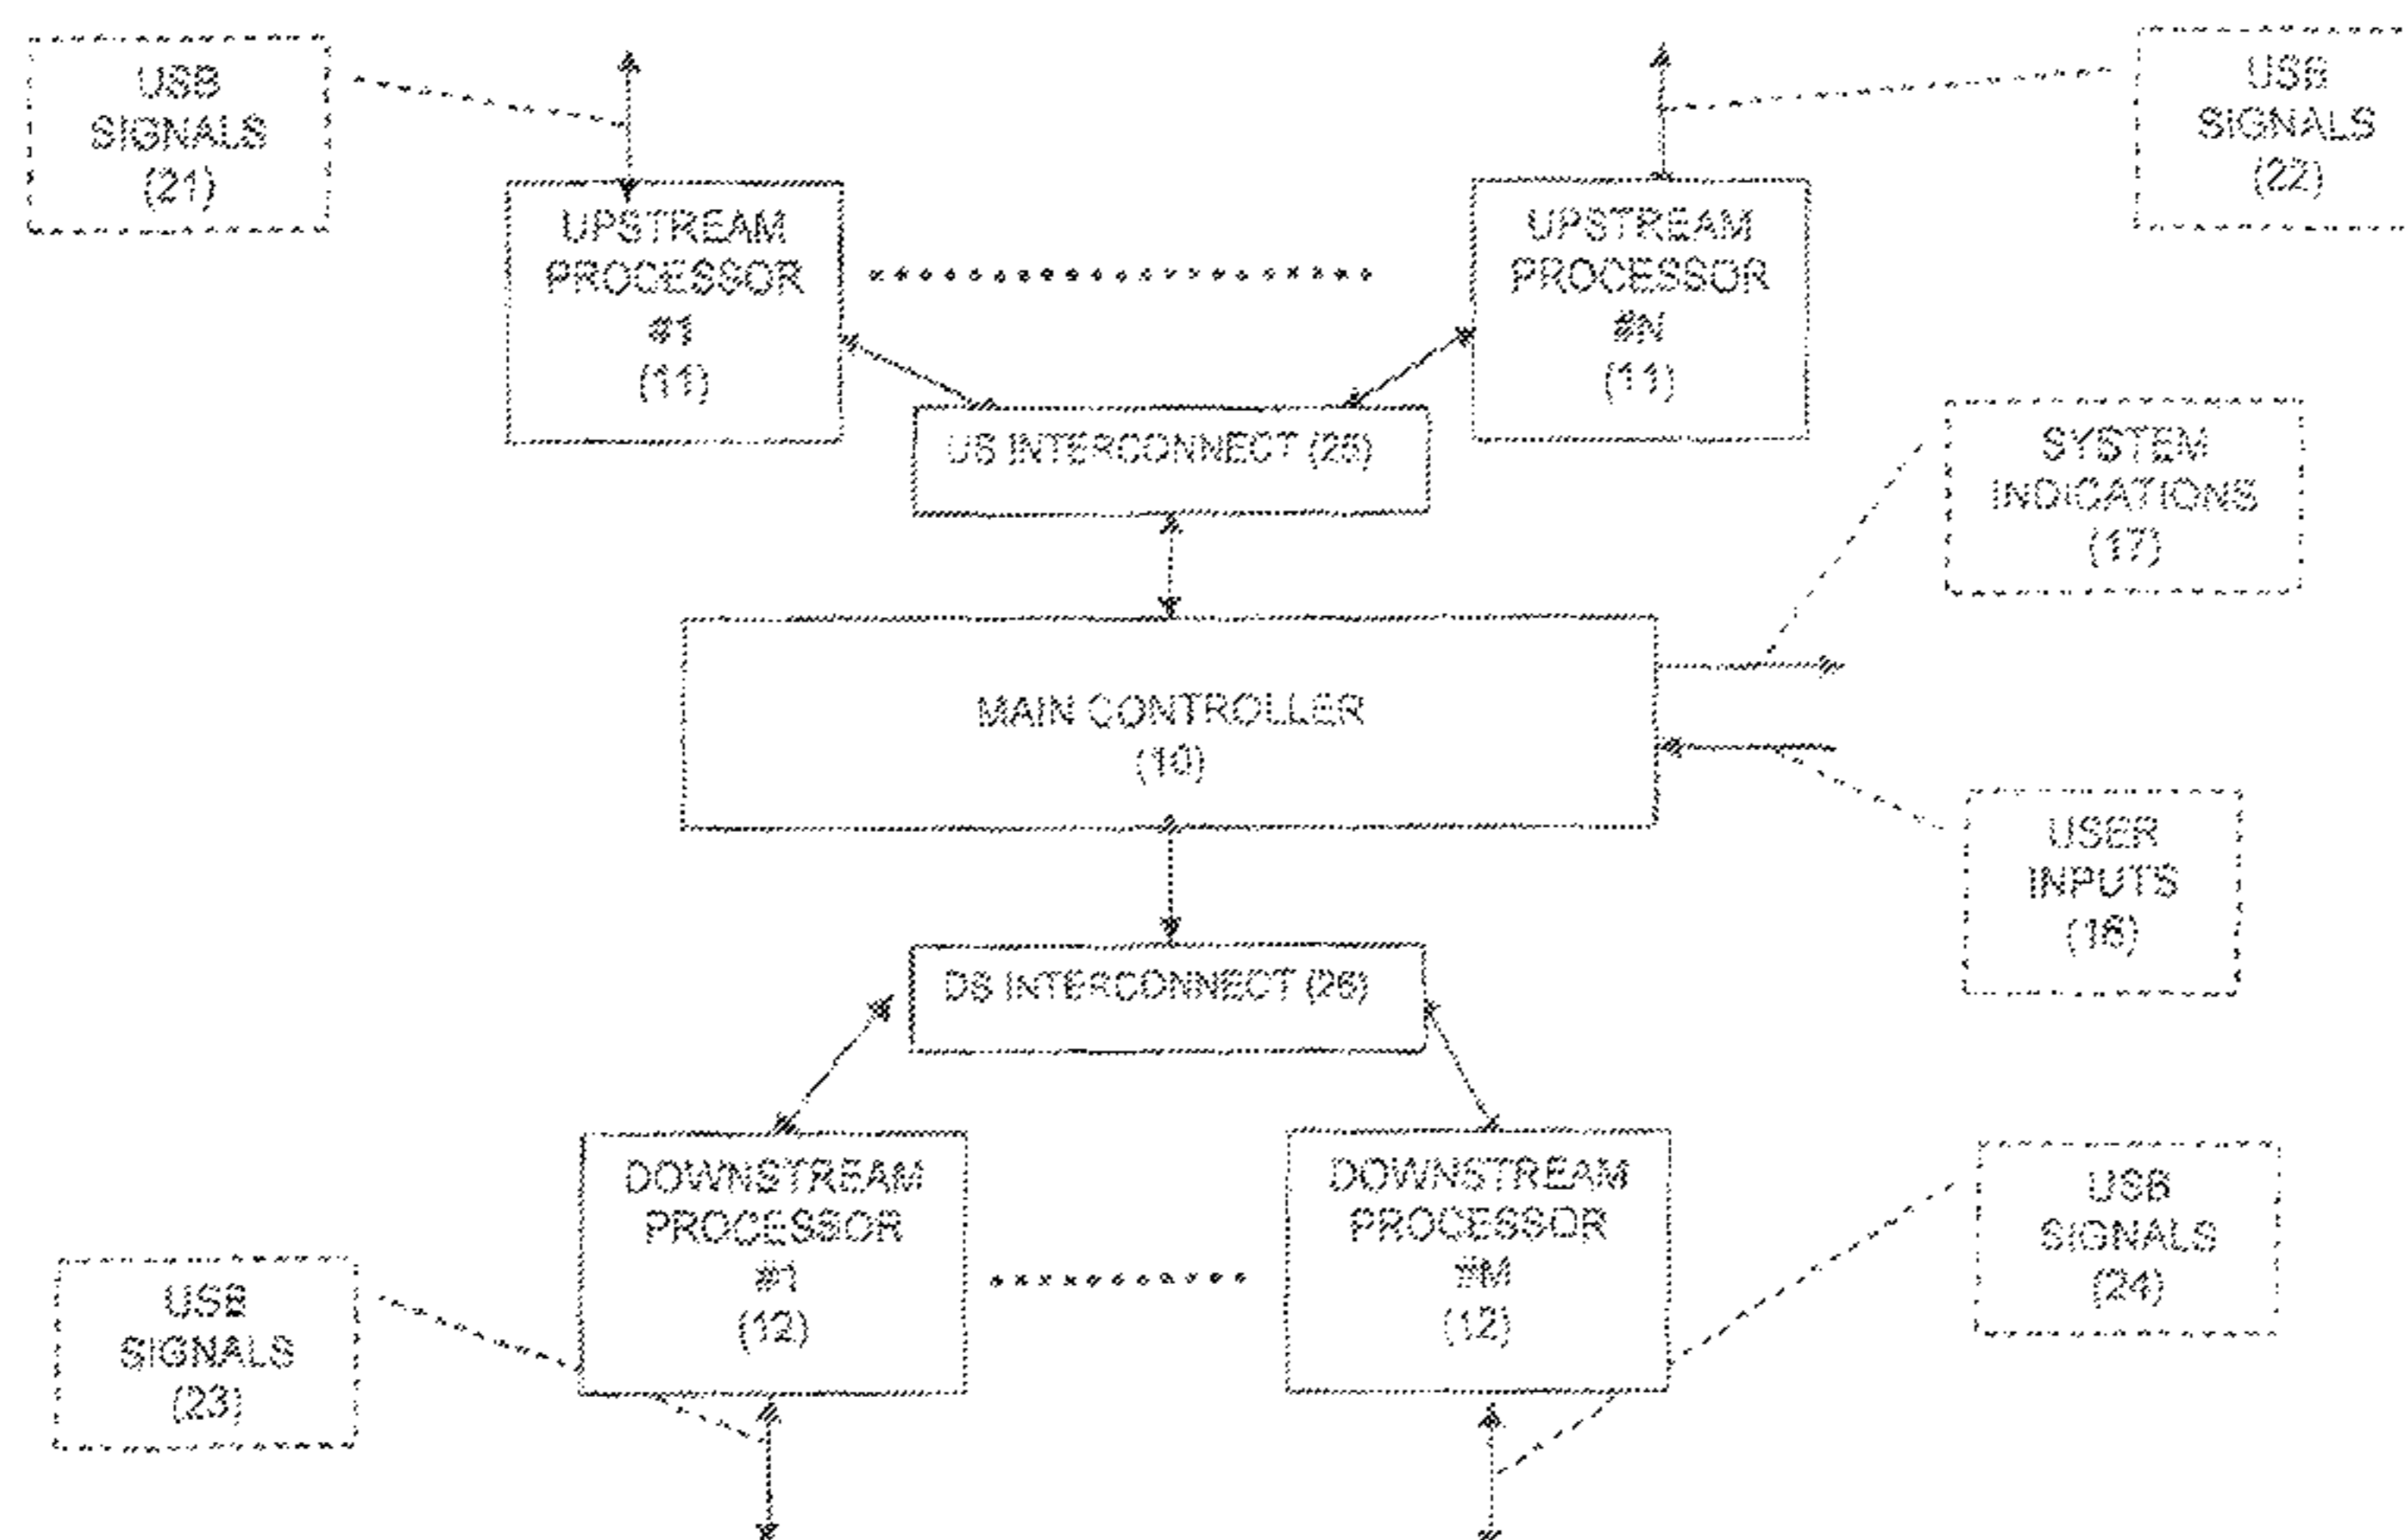 USB
SIGNALS
(21)
USB
SIGNALS
(22)
UPSTREAM
PROCESSOR
#1
(11)
UPSTREAM
PROCESSOR
#N
(11)
US INTERCONNECT (25)
SYSTEM
INDICATIONS
(17)
MAIN CONTROLLER
(10)
USER
INPUTS
(16)
DS INTERCONNECT (26)
DOWNSTREAM
PROCESSOR
#1
(12)
DOWNSTREAM
PROCESSOR
#M
(12)
USB
SIGNALS
(23)
USB
SIGNALS
(24)